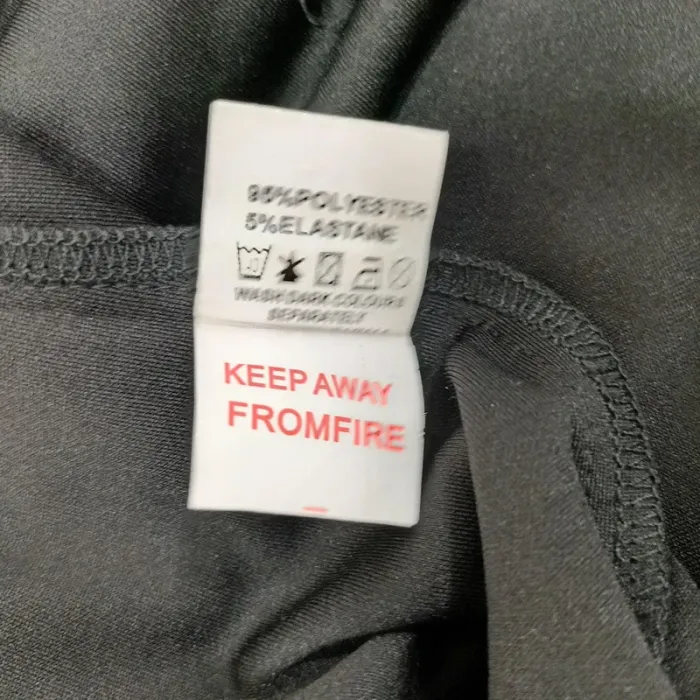 95%POLYESTER
5%ELASTANE
WASH DARK COLOURS
SEPARATELY
KEEP AWAY
FROMFIRE